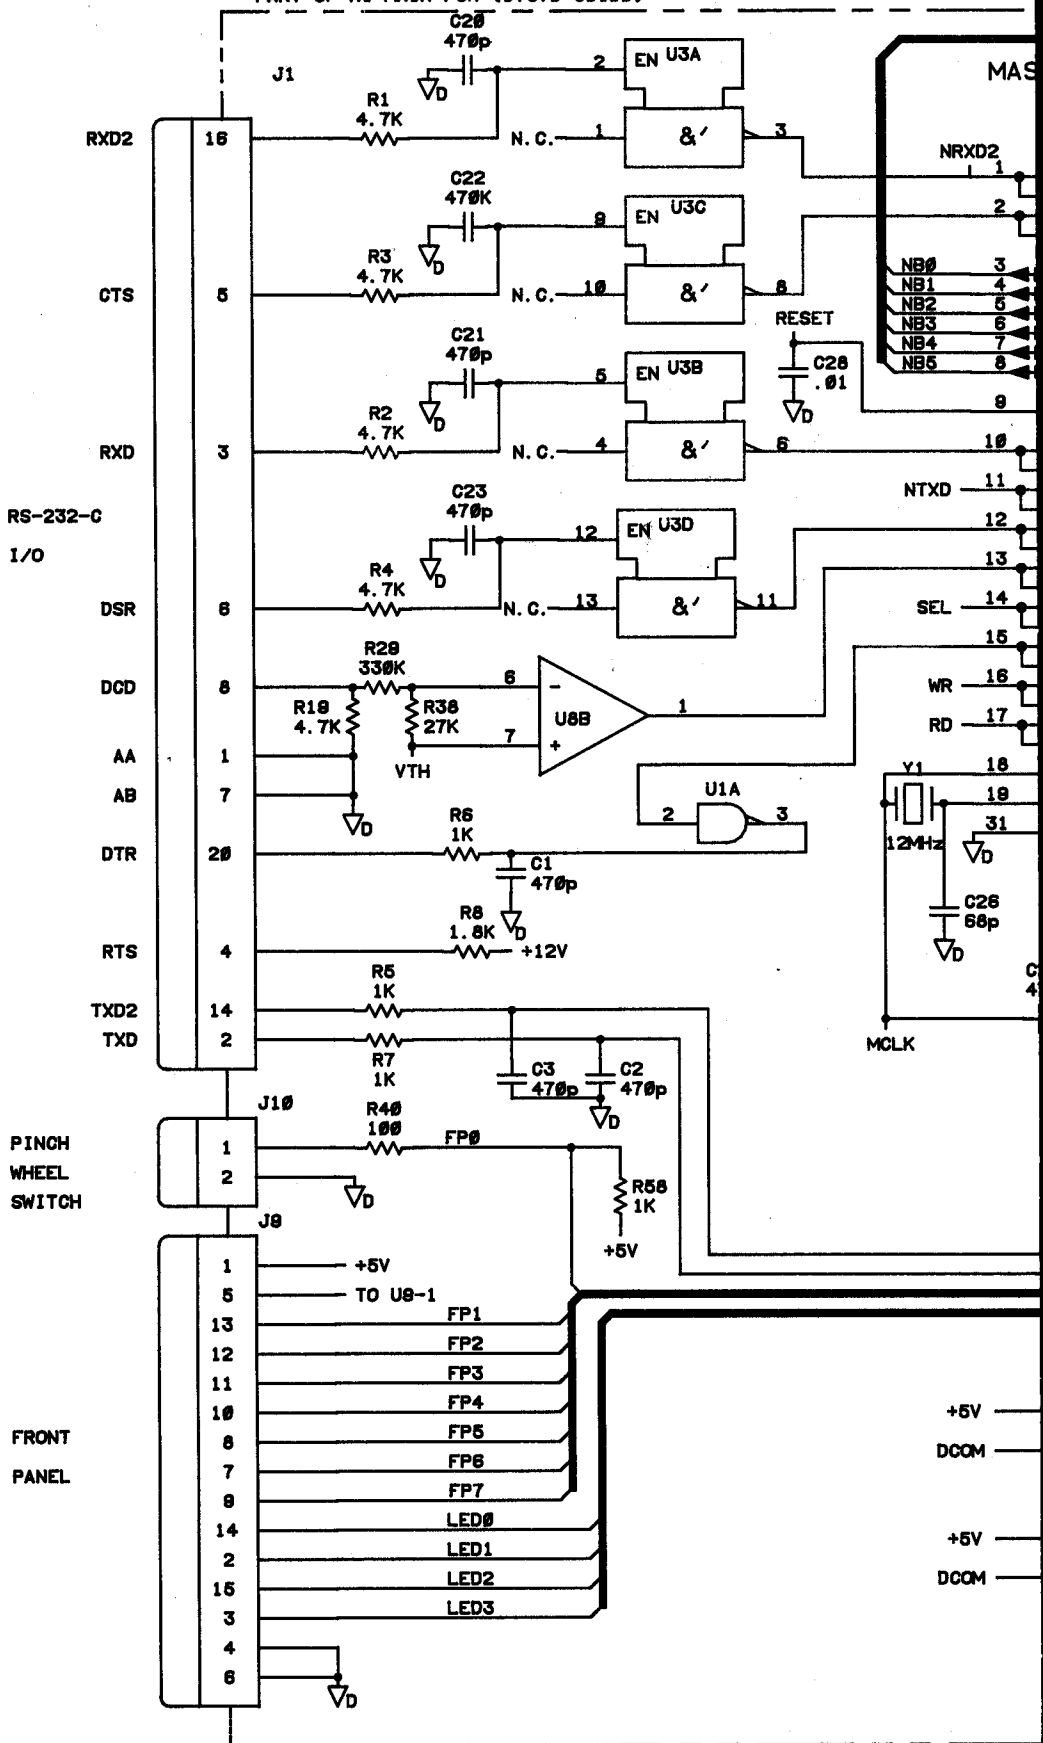 C20
470p
J1
EN U3A
2
MAS
R1
4.7K
RXD2 16
N.C. 1 &' 3
NRXD2
1
C22
470K
EN U3C
9
2
R3
4.7K
CTS 5
N.C. 10 &' 8
NB0 3
NB1 4
NB2 5
NB3 6
NB4 7
NB5 8
RESET
C28
.01
D
9
C21
470p
EN U3B
5
R2
4.7K
RXD 3
N.C. 4 &' 6
10
NTXD 11
RS-232-C
I/O
C23
470p
EN U3D
12
12
13
R4
4.7K
DSR 6
N.C. 13 &' 11
SEL 14
15
R29
330K
DCD 8
6
WR 16
R19
4.7K
R38
27K
U8B
1
RD 17
7
VTH
AA 1
AB 7
D
U1A
2 3
Y1
18
19
12MHz
31
D
R6
1K
DTR 20
C1
470p
D
C26
68p
D
R8
1.8K
RTS 4
+12V
R5
1K
TXD2 14
TXD 2
R7
1K
C3
470p
C2
470p
D
MCLK
J10
R40
100
PINCH
WHEEL
SWITCH
1
2
FP0
D
R58
1K
+5V
J9
1 +5V
5 TO U9-1
13 FP1
12 FP2
11 FP3
10 FP4
8 FP5
7 FP6
9 FP7
14 LED0
2 LED1
15 LED2
3 LED3
4
6
D
FRONT
PANEL
+5V
DCOM
+5V
DCOM